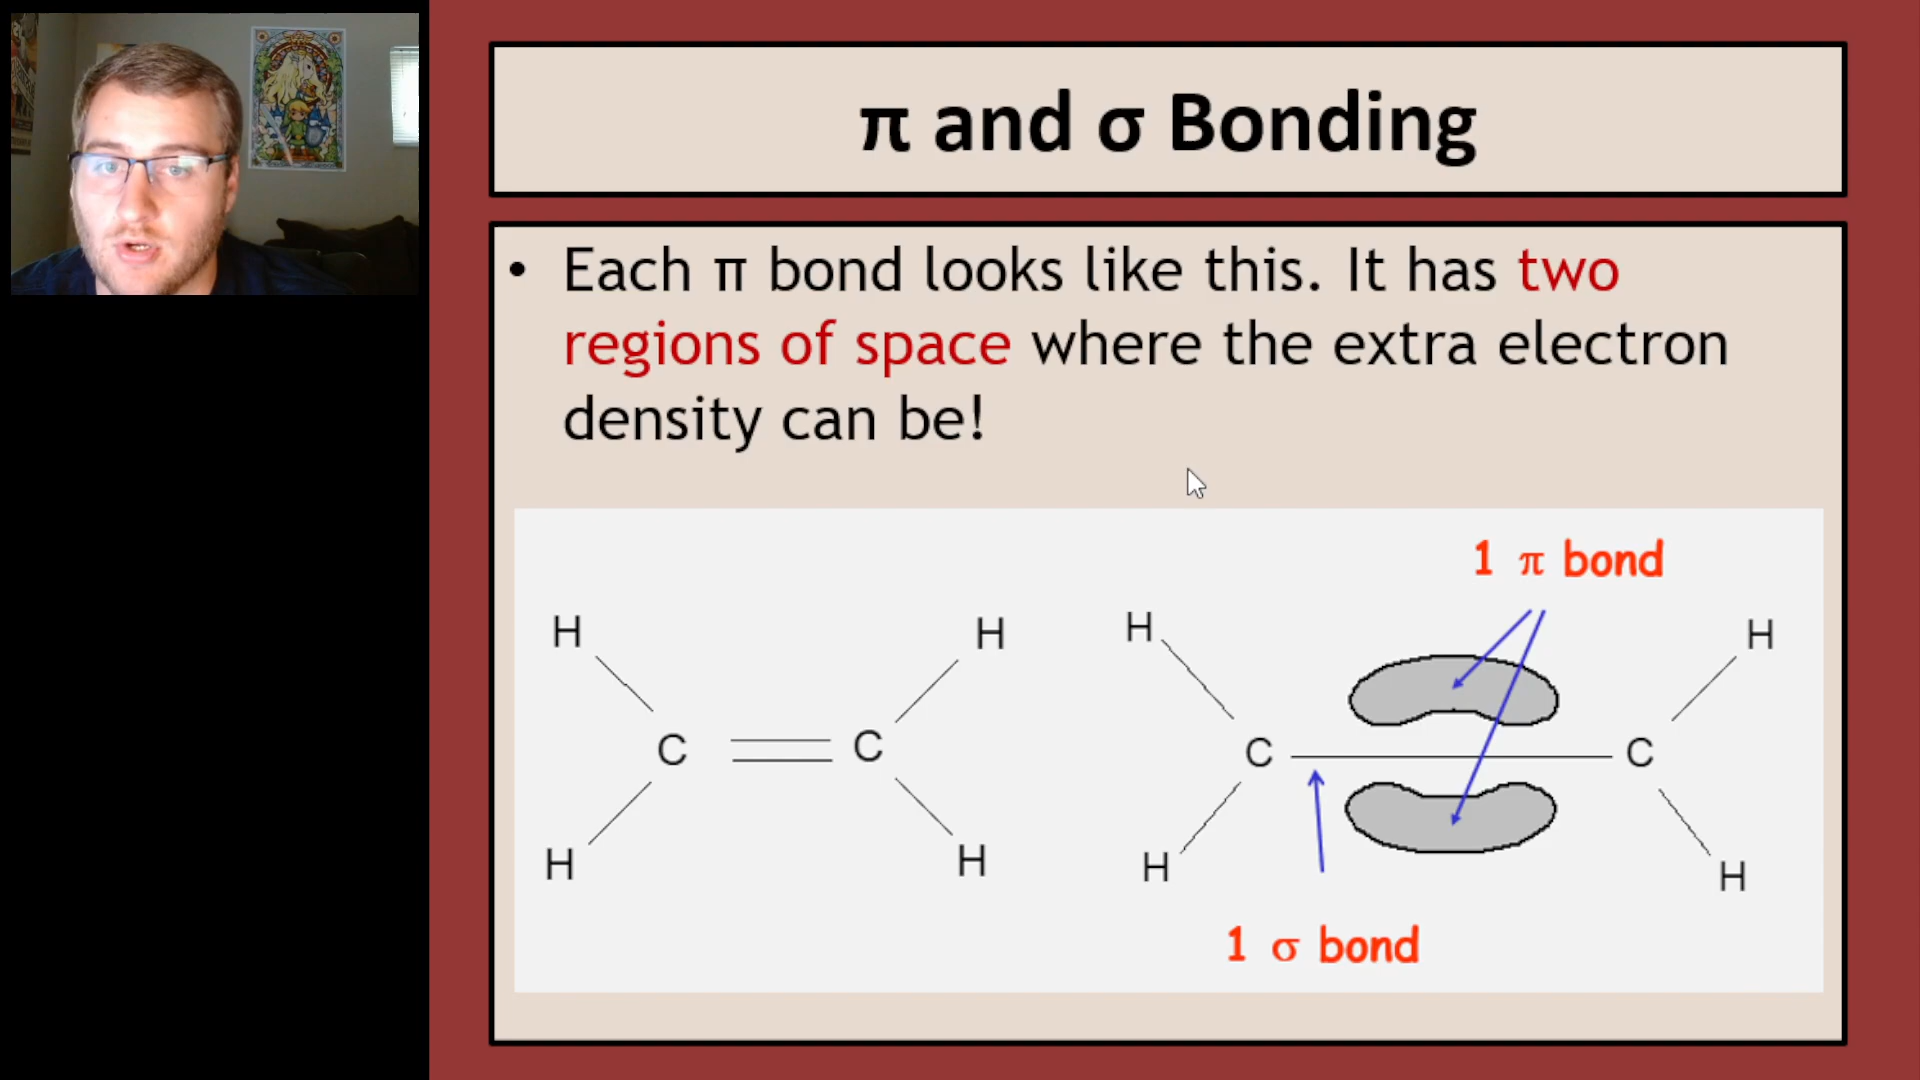 π and σ Bonding
• Each π bond looks like this. It has two
regions of space where the extra electron
density can be!
1 π bond
H H H H
C C C C
H H H H
1 σ bond